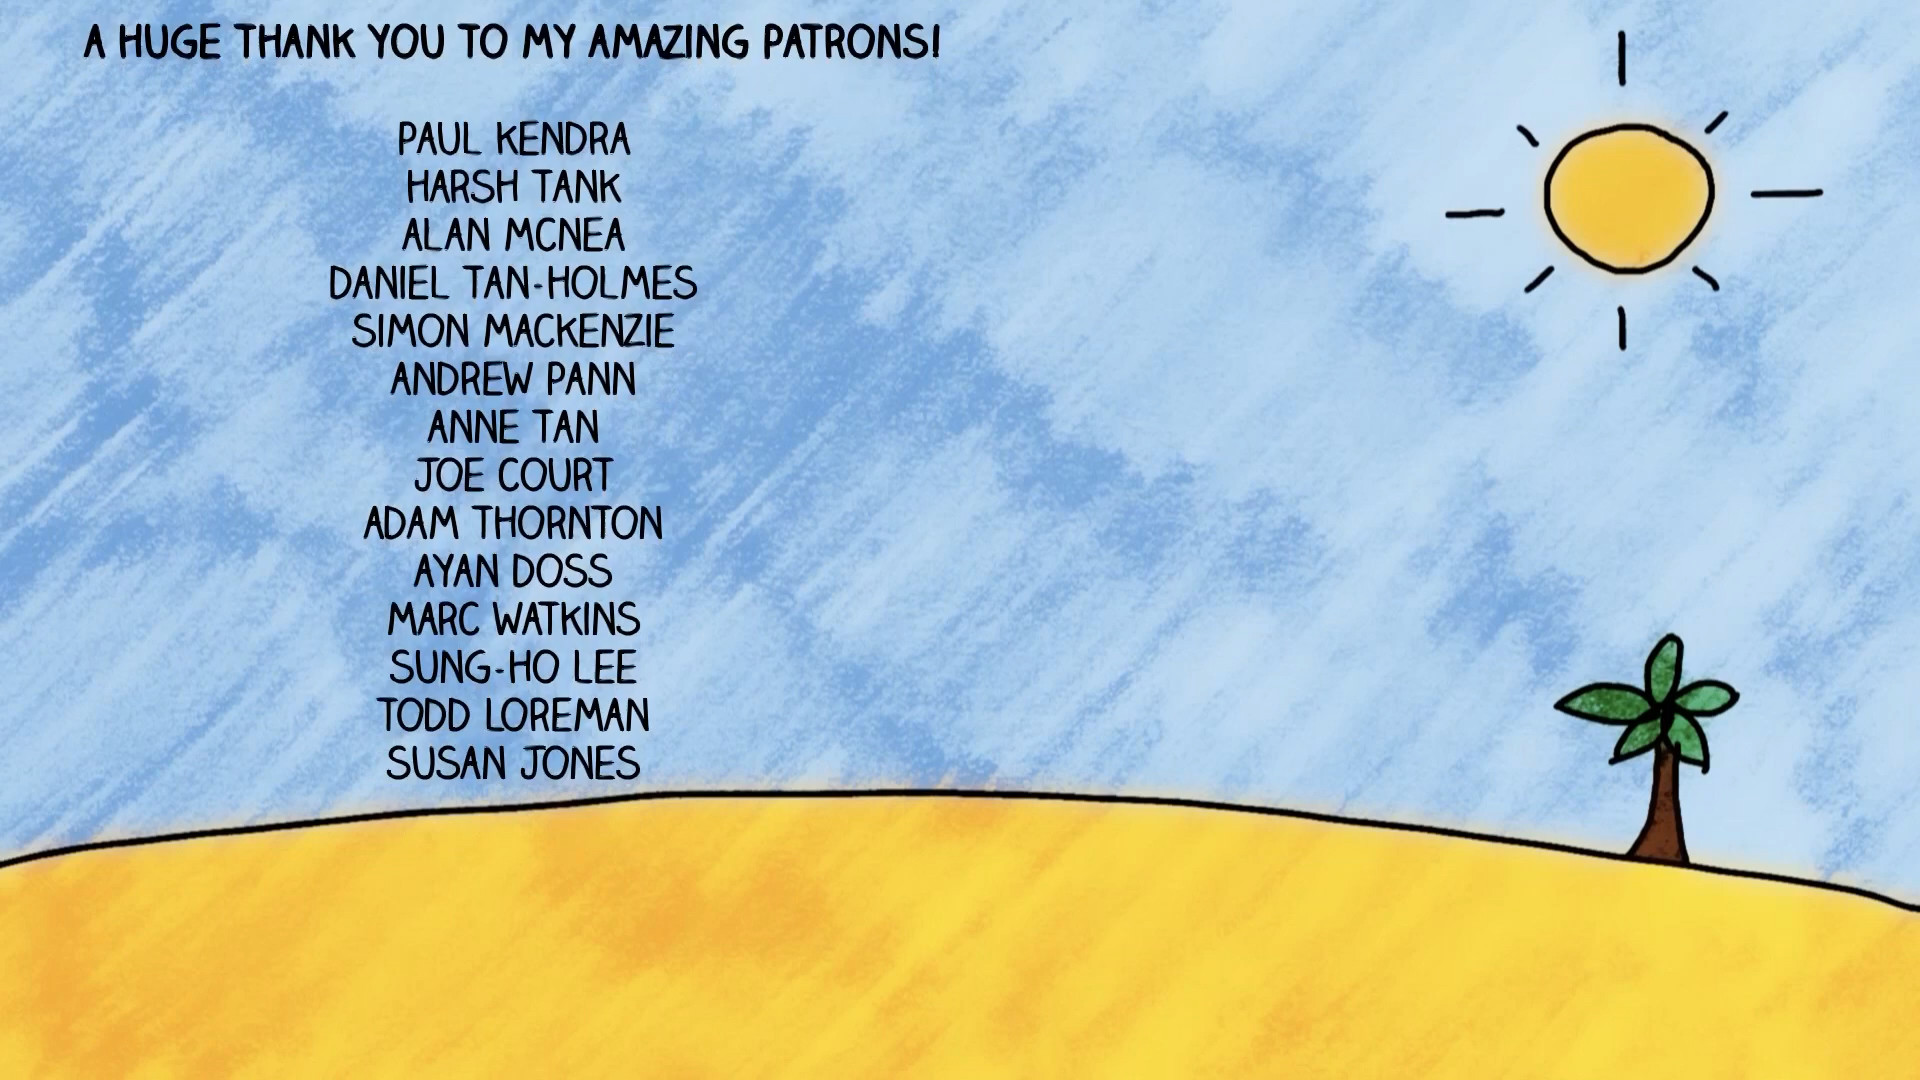 A HUGE THANK YOU TO MY AMAZING PATRONS!
PAUL KENDRA
HARSH TANK
ALAN MCNEA
DANIEL TAN-HOLMES
SIMON MACKENZIE
ANDREW PANN
ANNE TAN
JOE COURT
ADAM THORNTON
AYAN DOSS
MARC WATKINS
SUNG-HO LEE
TODD LOREMAN
SUSAN JONES